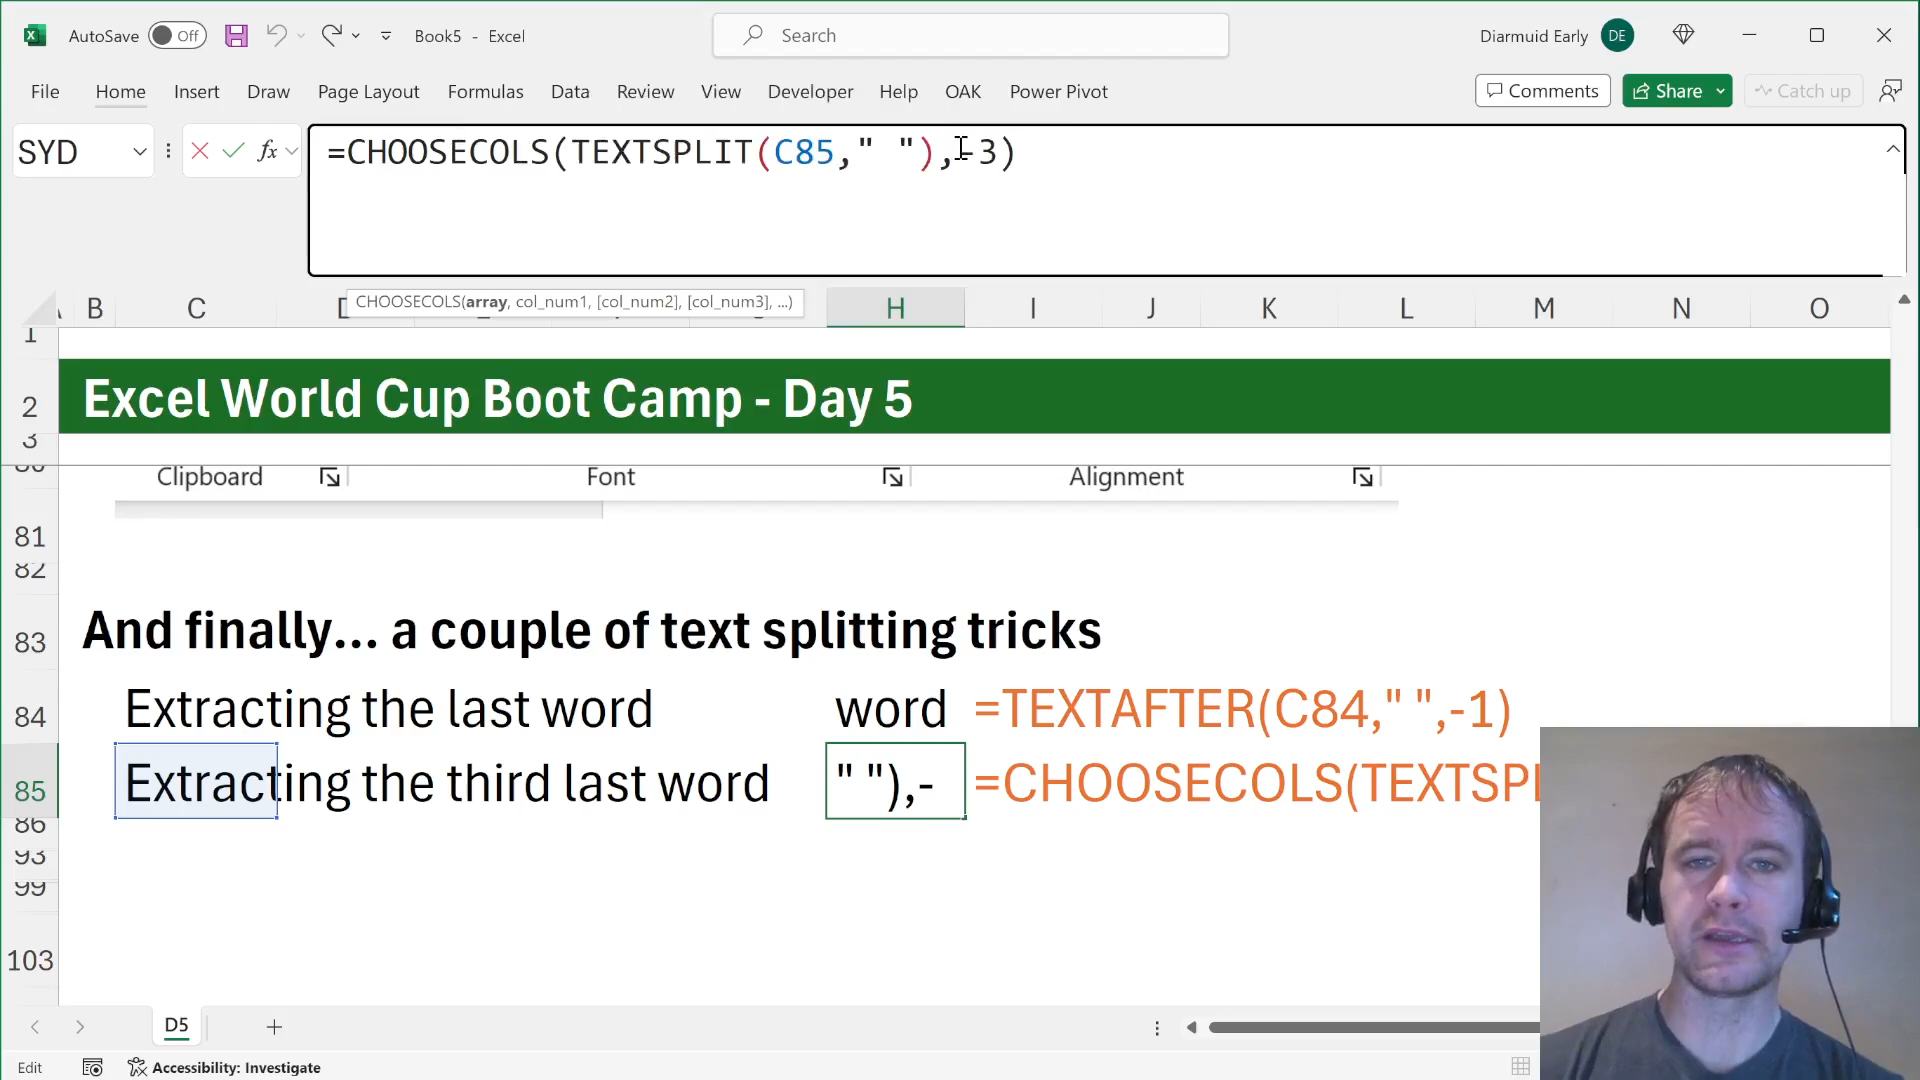 AutoSave Off Book5 - Excel Search Diarmuid Early DE
File Home Insert Draw Page Layout Formulas Data Review View Developer Help OAK Power Pivot Comments Share Catch up
SYD fx =CHOOSECOLS(TEXTSPLIT(C85," "),-3)
CHOOSECOLS(array, col_num1, [col_num2], [col_num3], ...)
B C D H I J K L M N O
1
2 Excel World Cup Boot Camp - Day 5
3
80 Clipboard Font Alignment
81
82
83 And finally... a couple of text splitting tricks
84 Extracting the last word word =TEXTAFTER(C84," ",-1)
85 Extracting the third last word " "),- =CHOOSECOLS(TEXTSPL
86
93
99
103
D5
Edit Accessibility: Investigate